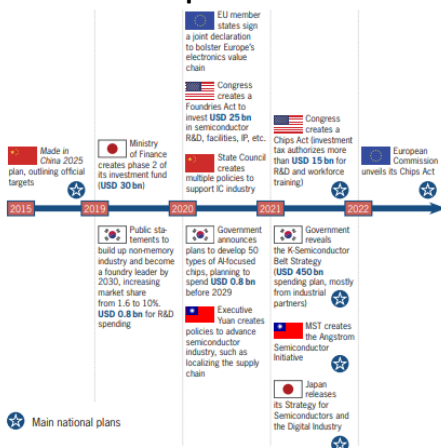 EU member
states sign
a joint declaration
to bolster Europe's
electronics value
chain
Congress
creates a
Foundries Act to
invest USD 25 bn
in semiconductor
R&D, facilities, IP, etc.
State Council
creates
multiple policies to
support IC industry
Made in
China 2025
plan, outlining official
targets
Ministry
of Finance
creates phase 2 of
its investment fund
(USD 30 bn)
Congress
creates a
Chips Act (investment
tax authorizes more
than USD 15 bn for
R&D and workforce
training)
European
Commission
unveils its Chips Act
2015
2019
2020
2021
2022
Public sta-
tements to
build up non-memory
industry and become
a foundry leader by
2030, increasing
market share
from 1.6 to 10%.
USD 0.8 bn for R&D
spending
Government
announces
plans to develop 50
types of AI-focused
chips, planning to
spend USD 0.8 bn
before 2029
Executive
Yuan creates
policies to advance
semiconductor
industry, such as
localizing the supply
chain
Government
reveals
the K-Semiconductor
Belt Strategy
(USD 450 bn
spending plan, mostly
from industrial
partners)
MST creates
the Angstrom
Semiconductor
Initiative
Japan
releases
its Strategy for
Semiconductors and
the Digital Industry
Main national plans